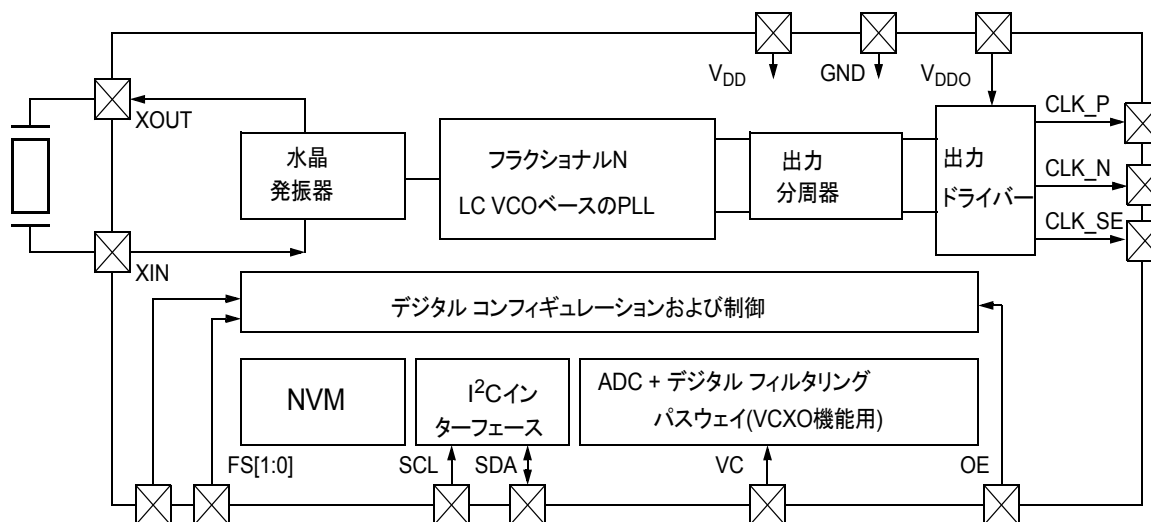 V_DD
GND
V_DDO
XOUT
CLK_P
水晶
発振器
フラクショナルN
LC VCOベースのPLL
出力
分周器
出力
ドライバー
CLK_N
CLK_SE
XIN
デジタル コンフィギュレーションおよび制御
NVM
I²Cイン
ターフェース
ADC + デジタル フィルタリング
パスウェイ(VCXO機能用)
FS[1:0]
SCL
SDA
VC
OE